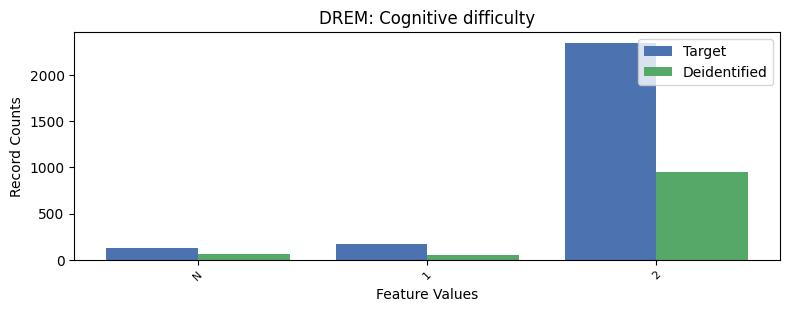 DREM: Cognitive difficulty
Target
Deidentified
Record Counts
2000
1500
1000
500
0
N
1
2
Feature Values